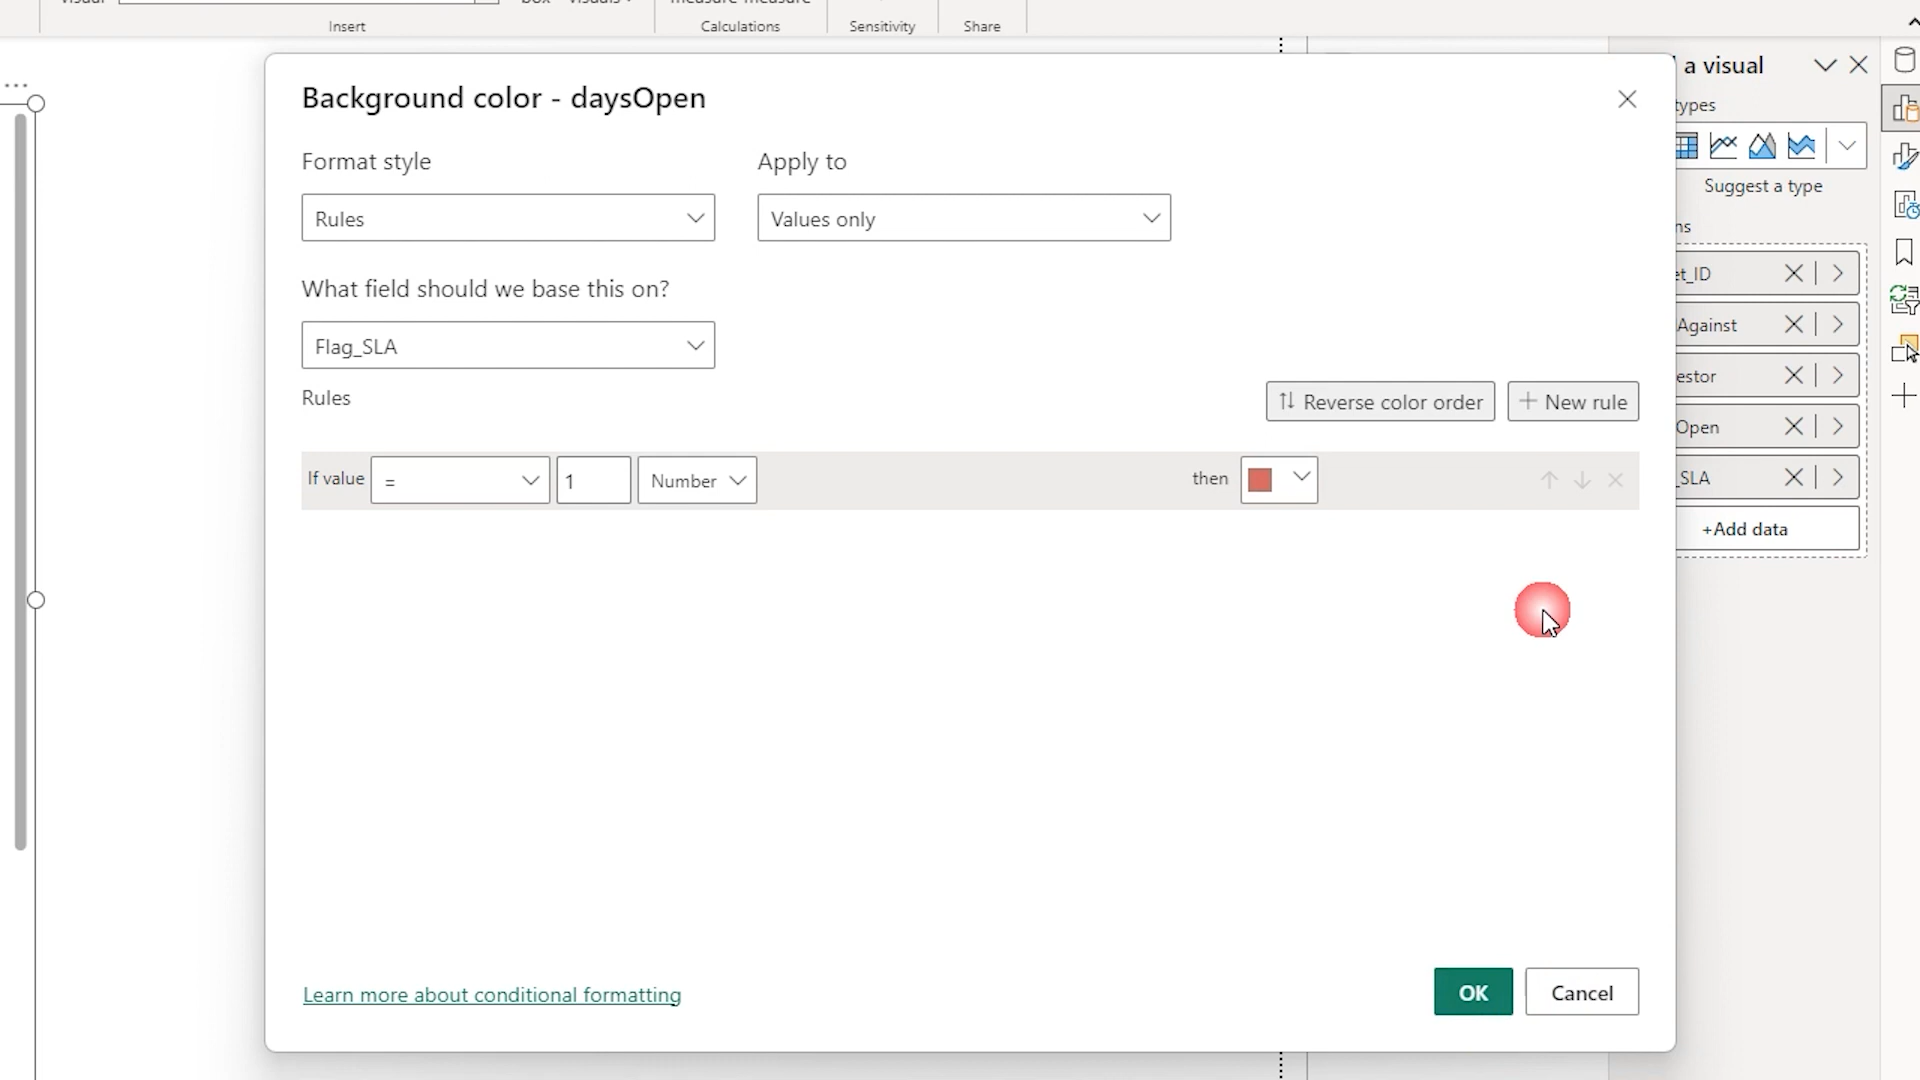 Insert
Calculations
Sensitivity
Share
Background color - daysOpen
Format style
Apply to
Rules
Values only
What field should we base this on?
Flag_SLA
Rules
Reverse color order
+ New rule
If value = 1 Number then
Learn more about conditional formatting
OK
Cancel
a visual
types
Suggest a type
ns
et_ID
Against
estor
Open
_SLA
+Add data